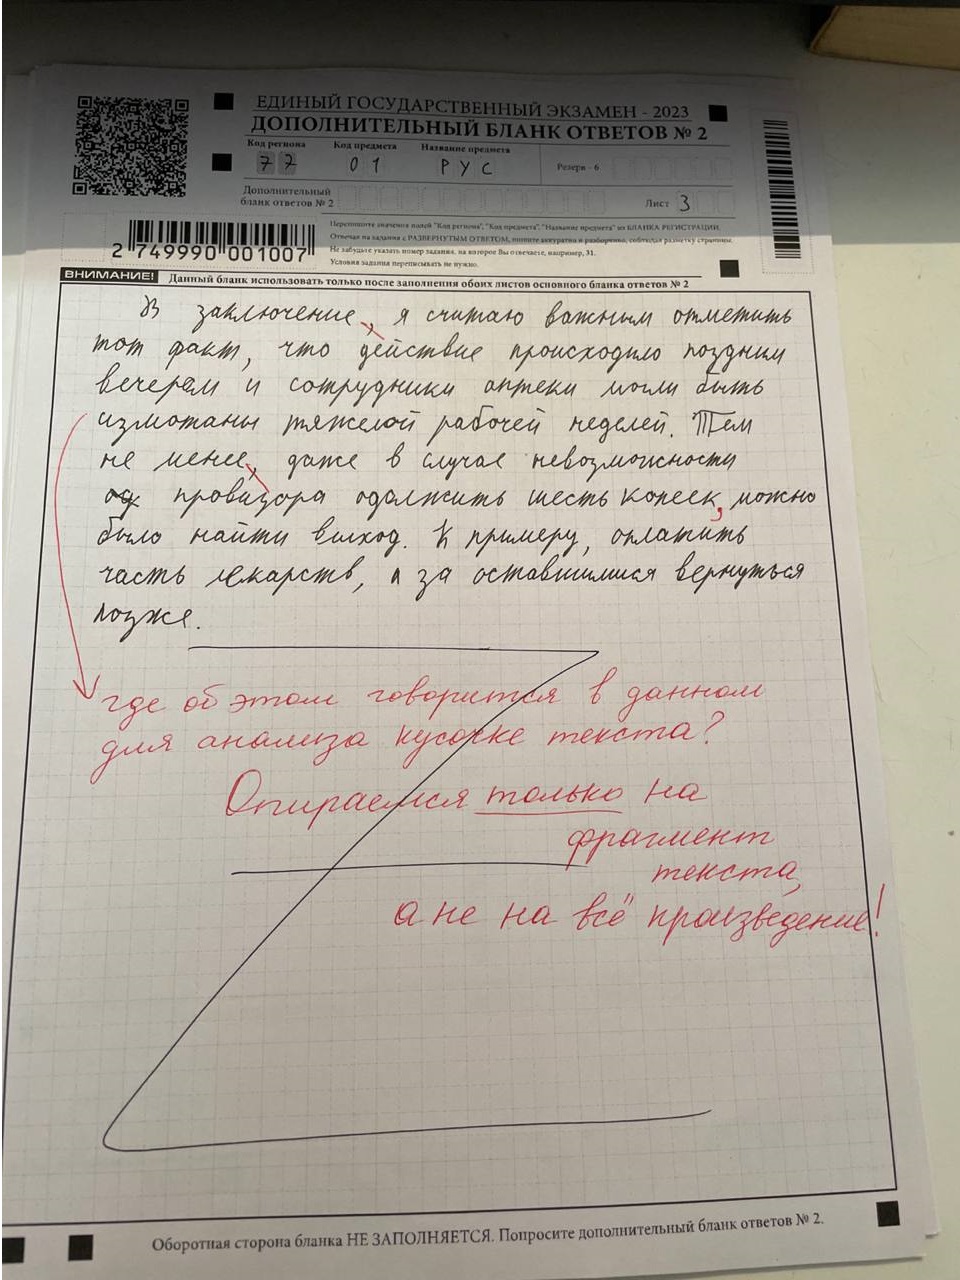 ЕДИНЫЙ ГОСУДАРСТВЕННЫЙ ЭКЗАМЕН - 2023
ДОПОЛНИТЕЛЬНЫЙ БЛАНК ОТВЕТОВ № 2
Код региона Код предмета Название предмета
77 01 РУС Резерв - 6
Дополнительный
бланк ответов № 2 Лист 3
Перепишите значения полей "Код региона", "Код предмета", "Название предмета" из БЛАНКА РЕГИСТРАЦИИ.
Отвечая на задания с РАЗВЕРНУТЫМ ОТВЕТОМ, пишите аккуратно и разборчиво, соблюдая разметку страницы.
Не забудьте указать номер задания, на которое Вы отвечаете, например, 31.
Условия задания переписывать не нужно.
2 749990 001007
ВНИМАНИЕ! Данный бланк использовать только после заполнения обоих листов основного бланка ответов № 2
В заключение, я считаю важным отметить
тот факт, что действие происходило поздним
вечером и сотрудники аптеки могли быть
измотаны тяжелой рабочей неделей. Тем
не менее, даже в случае невозможности
провизора одолжить шесть копеек, можно
было найти выход. К примеру, оплатить
часть лекарств, а за оставшимися вернуться
позже.
где об этом говорится в данном
для анализа кусочке текста?
Опираемся только на
фрагмент
текста,
а не на всё произведение!
Оборотная сторона бланка НЕ ЗАПОЛНЯЕТСЯ. Попросите дополнительный бланк ответов № 2.